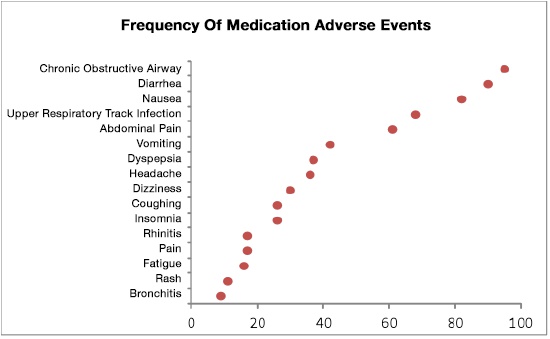 Frequency Of Medication Adverse Events
Chronic Obstructive Airway
Diarrhea
Nausea
Upper Respiratory Track Infection
Abdominal Pain
Vomiting
Dyspepsia
Headache
Dizziness
Coughing
Insomnia
Rhinitis
Pain
Fatigue
Rash
Bronchitis
0 20 40 60 80 100